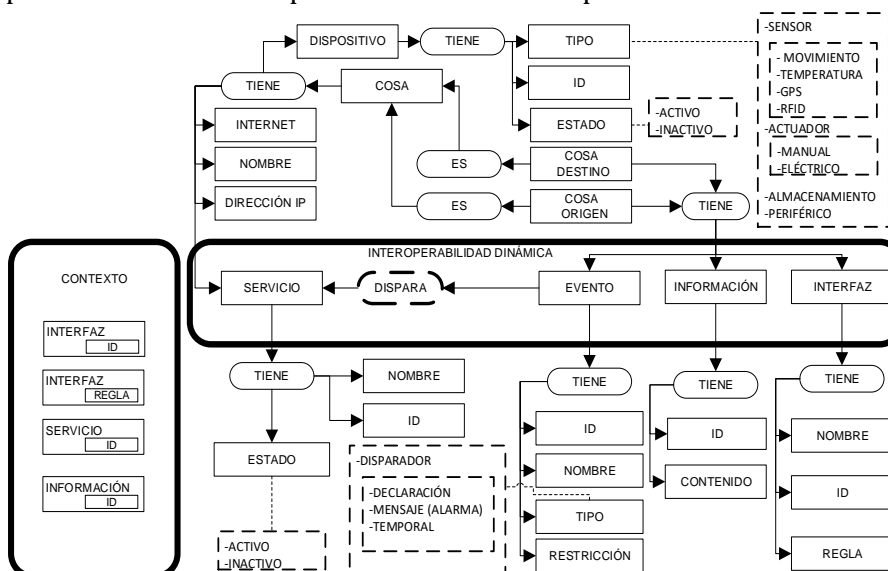 DISPOSITIVO
TIENE
TIPO
-SENSOR
- MOVIMIENTO
-TEMPERATURA
-GPS
-RFID
TIENE
COSA
ID
INTERNET
ESTADO
-ACTIVO
-INACTIVO
-ACTUADOR
-MANUAL
-ELÉCTRICO
NOMBRE
ES
COSA
DESTINO
DIRECCIÓN IP
ES
COSA
ORIGEN
TIENE
-ALMACENAMIENTO
-PERIFÉRICO
INTEROPERABILIDAD DINÁMICA
CONTEXTO
SERVICIO
DISPARA
EVENTO
INFORMACIÓN
INTERFAZ
INTERFAZ
ID
INTERFAZ
REGLA
SERVICIO
ID
INFORMACIÓN
ID
TIENE
NOMBRE
TIENE
TIENE
TIENE
ID
ID
ID
NOMBRE
ESTADO
-DISPARADOR
-DECLARACIÓN
-MENSAJE (ALARMA)
-TEMPORAL
NOMBRE
CONTENIDO
ID
TIPO
-ACTIVO
-INACTIVO
RESTRICCIÓN
REGLA